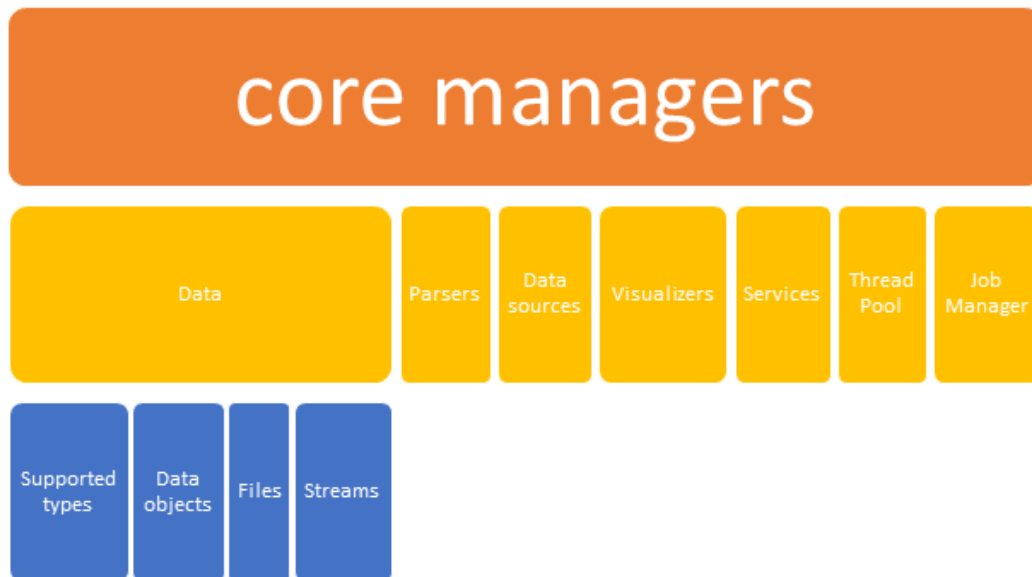 core managers
Data
Parsers
Data
sources
Visualizers
Services
Thread
Pool
Job
Manager
Supported
types
Data
objects
Files
Streams